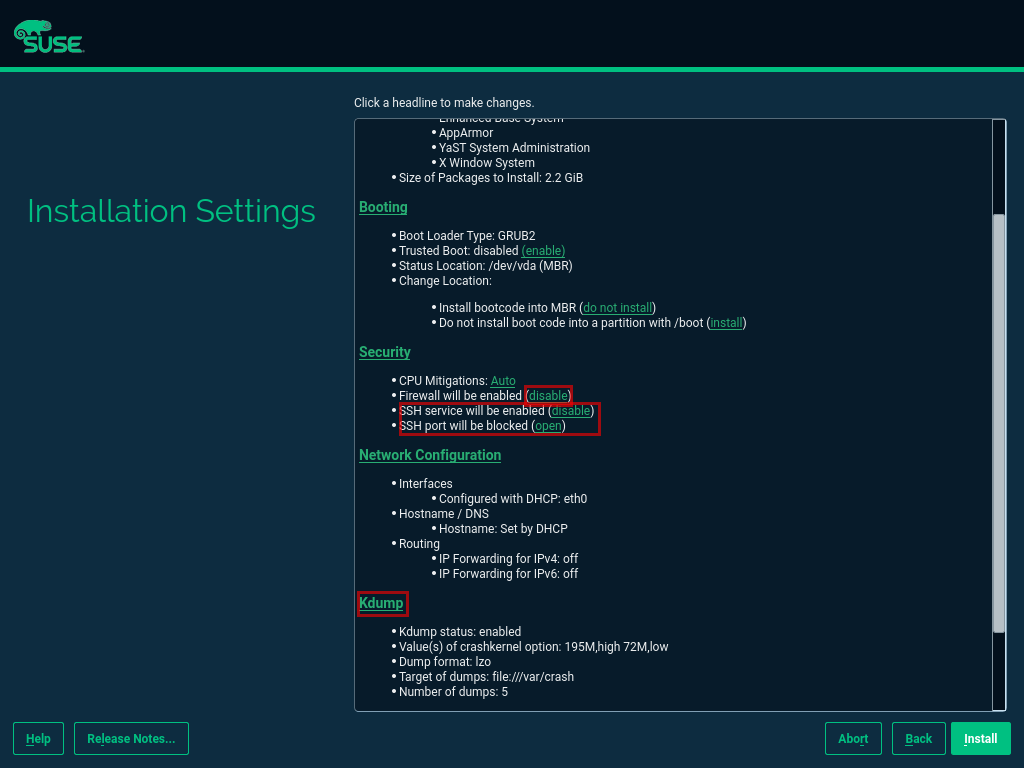 SUSE
Click a headline to make changes.
Installation Settings
Enhanced Base System
• AppArmor
• YaST System Administration
• X Window System
• Size of Packages to Install: 2.2 GiB
Booting
• Boot Loader Type: GRUB2
• Trusted Boot: disabled (enable)
• Status Location: /dev/vda (MBR)
• Change Location:
• Install bootcode into MBR (do not install)
• Do not install boot code into a partition with /boot (install)
Security
• CPU Mitigations: Auto
• Firewall will be enabled (disable)
• SSH service will be enabled (disable)
• SSH port will be blocked (open)
Network Configuration
• Interfaces
• Configured with DHCP: eth0
• Hostname / DNS
• Hostname: Set by DHCP
• Routing
• IP Forwarding for IPv4: off
• IP Forwarding for IPv6: off
Kdump
• Kdump status: enabled
• Value(s) of crashkernel option: 195M,high 72M,low
• Dump format: lzo
• Target of dumps: file:///var/crash
• Number of dumps: 5
Help
Release Notes...
Abort
Back
Install